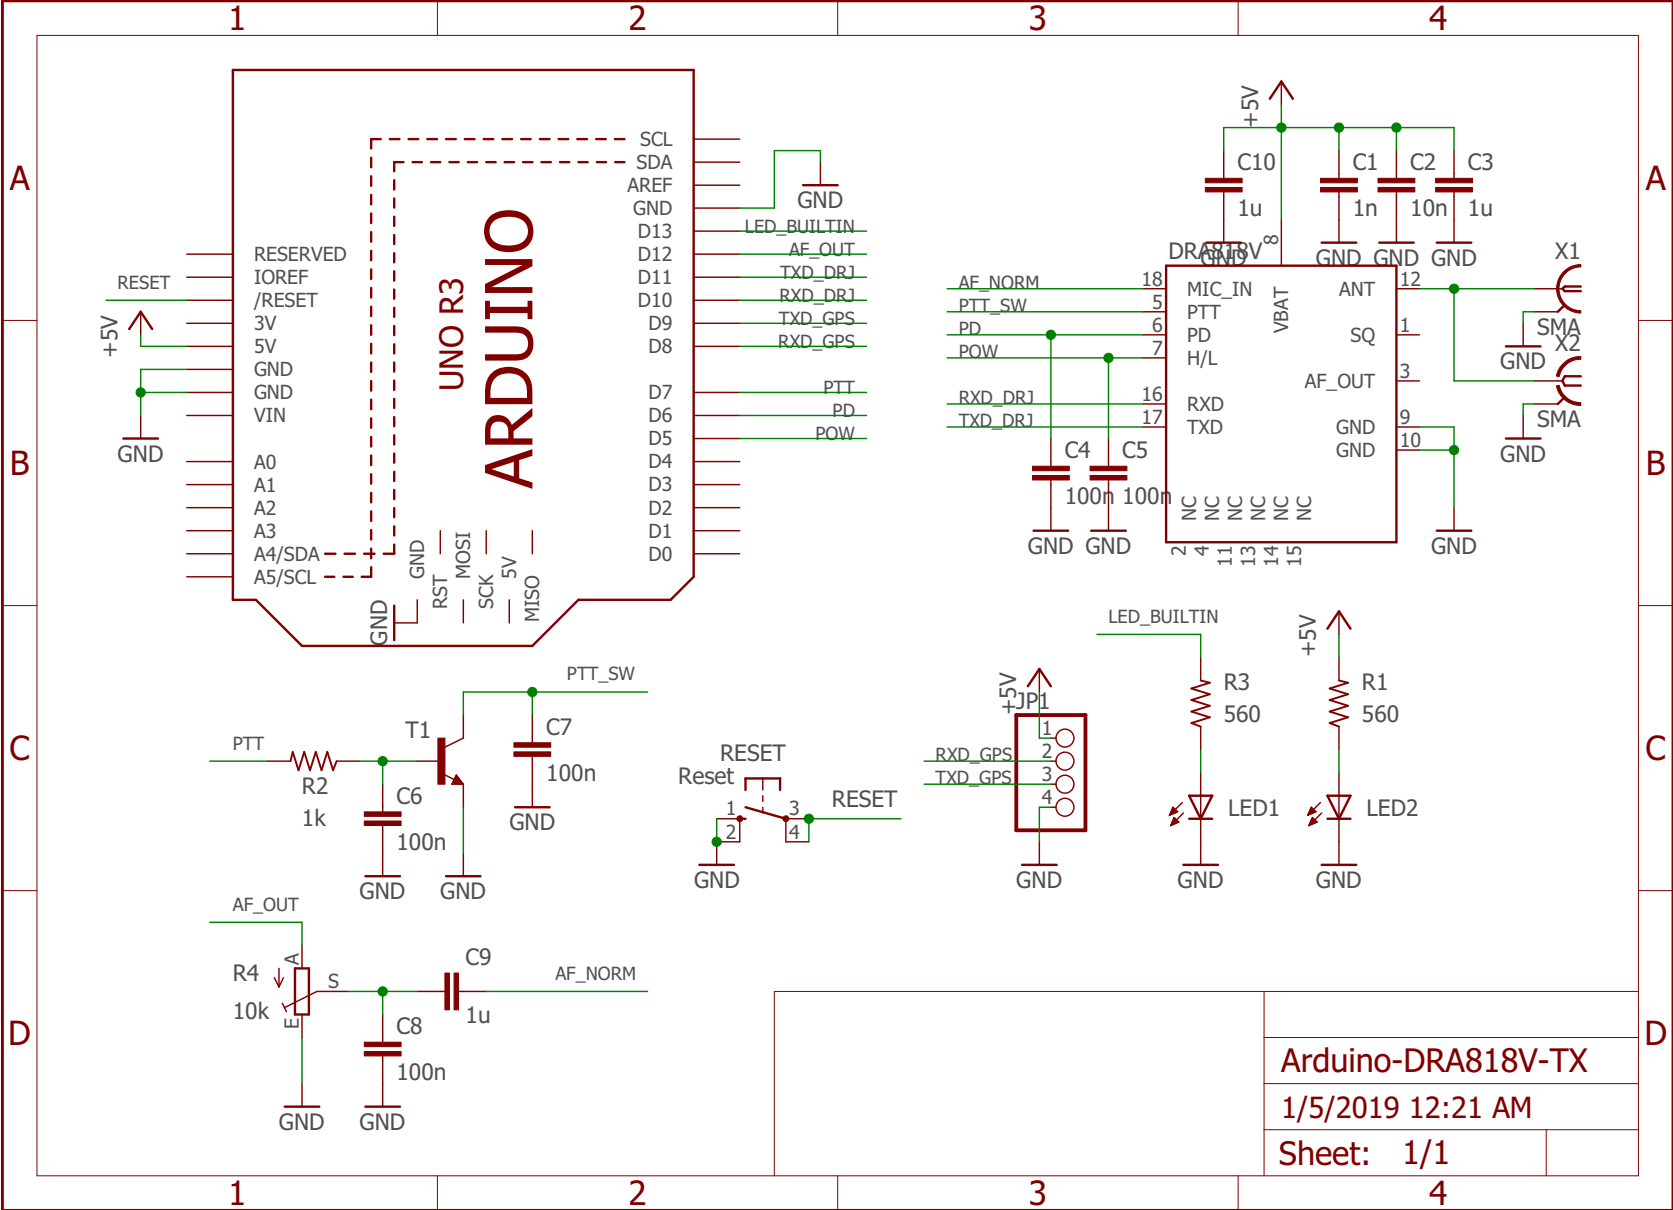 1 2 3 4
A A
B B
C C
D D
1 2 3 4
UNO R3
ARDUINO
RESERVED
IOREF
RESET
/RESET
+5V
3V
5V
GND
GND
VIN
GND
A0
A1
A2
A3
A4/SDA
A5/SCL
SCL
SDA
AREF
GND
GND
D13 LED_BUILTIN
D12 AF_OUT
D11 TXD_DRJ
D10 RXD_DRJ
D9 TXD_GPS
D8 RXD_GPS
D7 PTT
D6 PD
D5 POW
D4
D3
D2
D1
D0
GND
GND
RST
MOSI
SCK
5V
MISO
+5V
C10
1u
GND
C1
1n
GND
C2
10n
GND
C3
1u
GND
DRA818V
8
VBAT
AF_NORM 18 MIC_IN
PTT_SW 5 PTT
PD 6 PD
POW 7 H/L
RXD_DRJ 16 RXD
TXD_DRJ 17 TXD
ANT 12
SQ 1
AF_OUT 3
GND 9
GND 10
NC NC NC NC NC NC
2 4 11 13 14 15
X1
SMA
GND
X2
SMA
GND
GND
C4
100n
GND
C5
100n
GND
PTT
R2
1k
T1
C6
100n
GND
GND
PTT_SW
C7
100n
GND
RESET
Reset
1 3
2 4
RESET
GND
+5V
JP1
1
RXD_GPS 2
TXD_GPS 3
4
GND
LED_BUILTIN
R3
560
LED1
GND
+5V
R1
560
LED2
GND
AF_OUT
R4
10k
A
S
E
GND
C9
1u
AF_NORM
C8
100n
GND
Arduino-DRA818V-TX
1/5/2019 12:21 AM
Sheet: 1/1